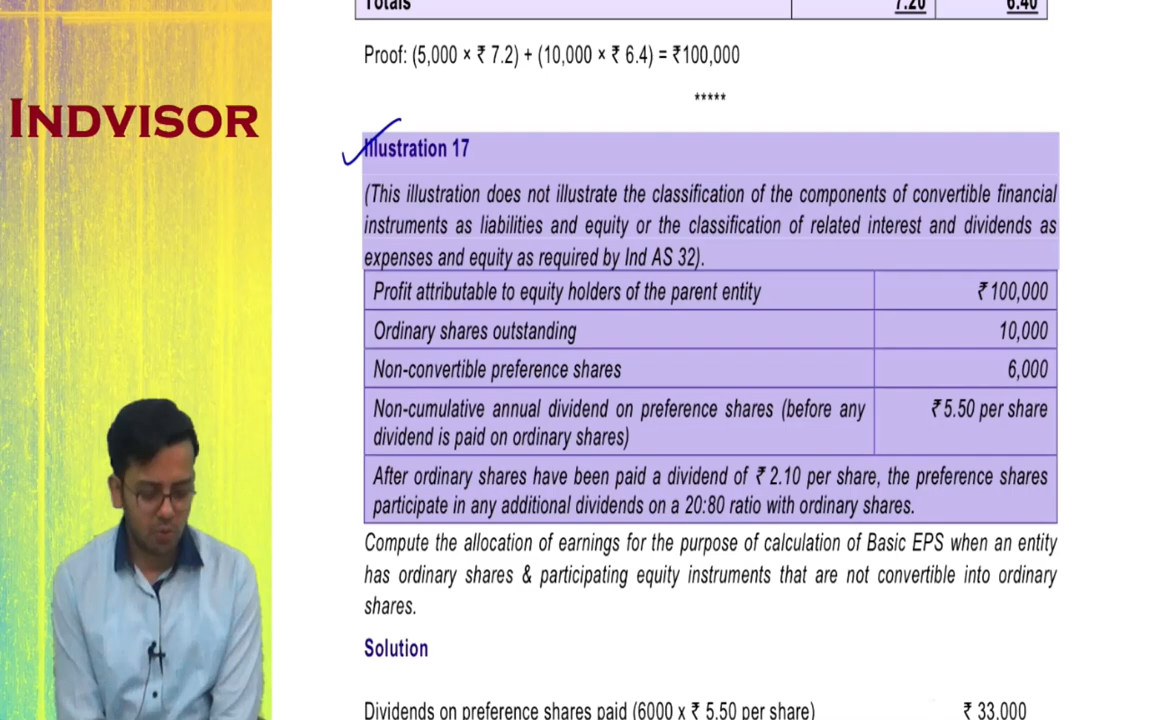 Totals 7.20 6.40
Proof: (5,000 × ₹ 7.2) + (10,000 × ₹ 6.4) = ₹100,000
*****
INDVISOR
Illustration 17
(This illustration does not illustrate the classification of the components of convertible financial
instruments as liabilities and equity or the classification of related interest and dividends as
expenses and equity as required by Ind AS 32).
Profit attributable to equity holders of the parent entity ₹ 100,000
Ordinary shares outstanding 10,000
Non-convertible preference shares 6,000
Non-cumulative annual dividend on preference shares (before any ₹ 5.50 per share
dividend is paid on ordinary shares)
After ordinary shares have been paid a dividend of ₹ 2.10 per share, the preference shares
participate in any additional dividends on a 20:80 ratio with ordinary shares.
Compute the allocation of earnings for the purpose of calculation of Basic EPS when an entity
has ordinary shares & participating equity instruments that are not convertible into ordinary
shares.
Solution
Dividends on preference shares paid (6000 x ₹ 5.50 per share) ₹ 33,000